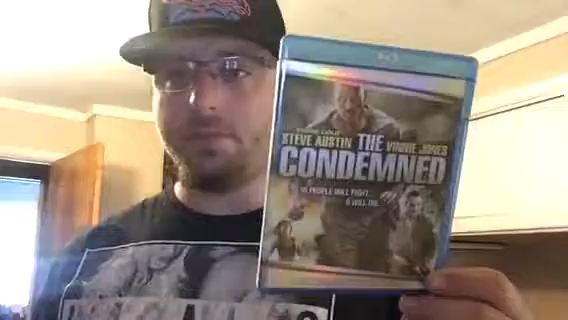 STEVE AUSTIN THE VINNIE JONES
CONDEMNED
10 PEOPLE WILL FIGHT.
9 WILL DIE.